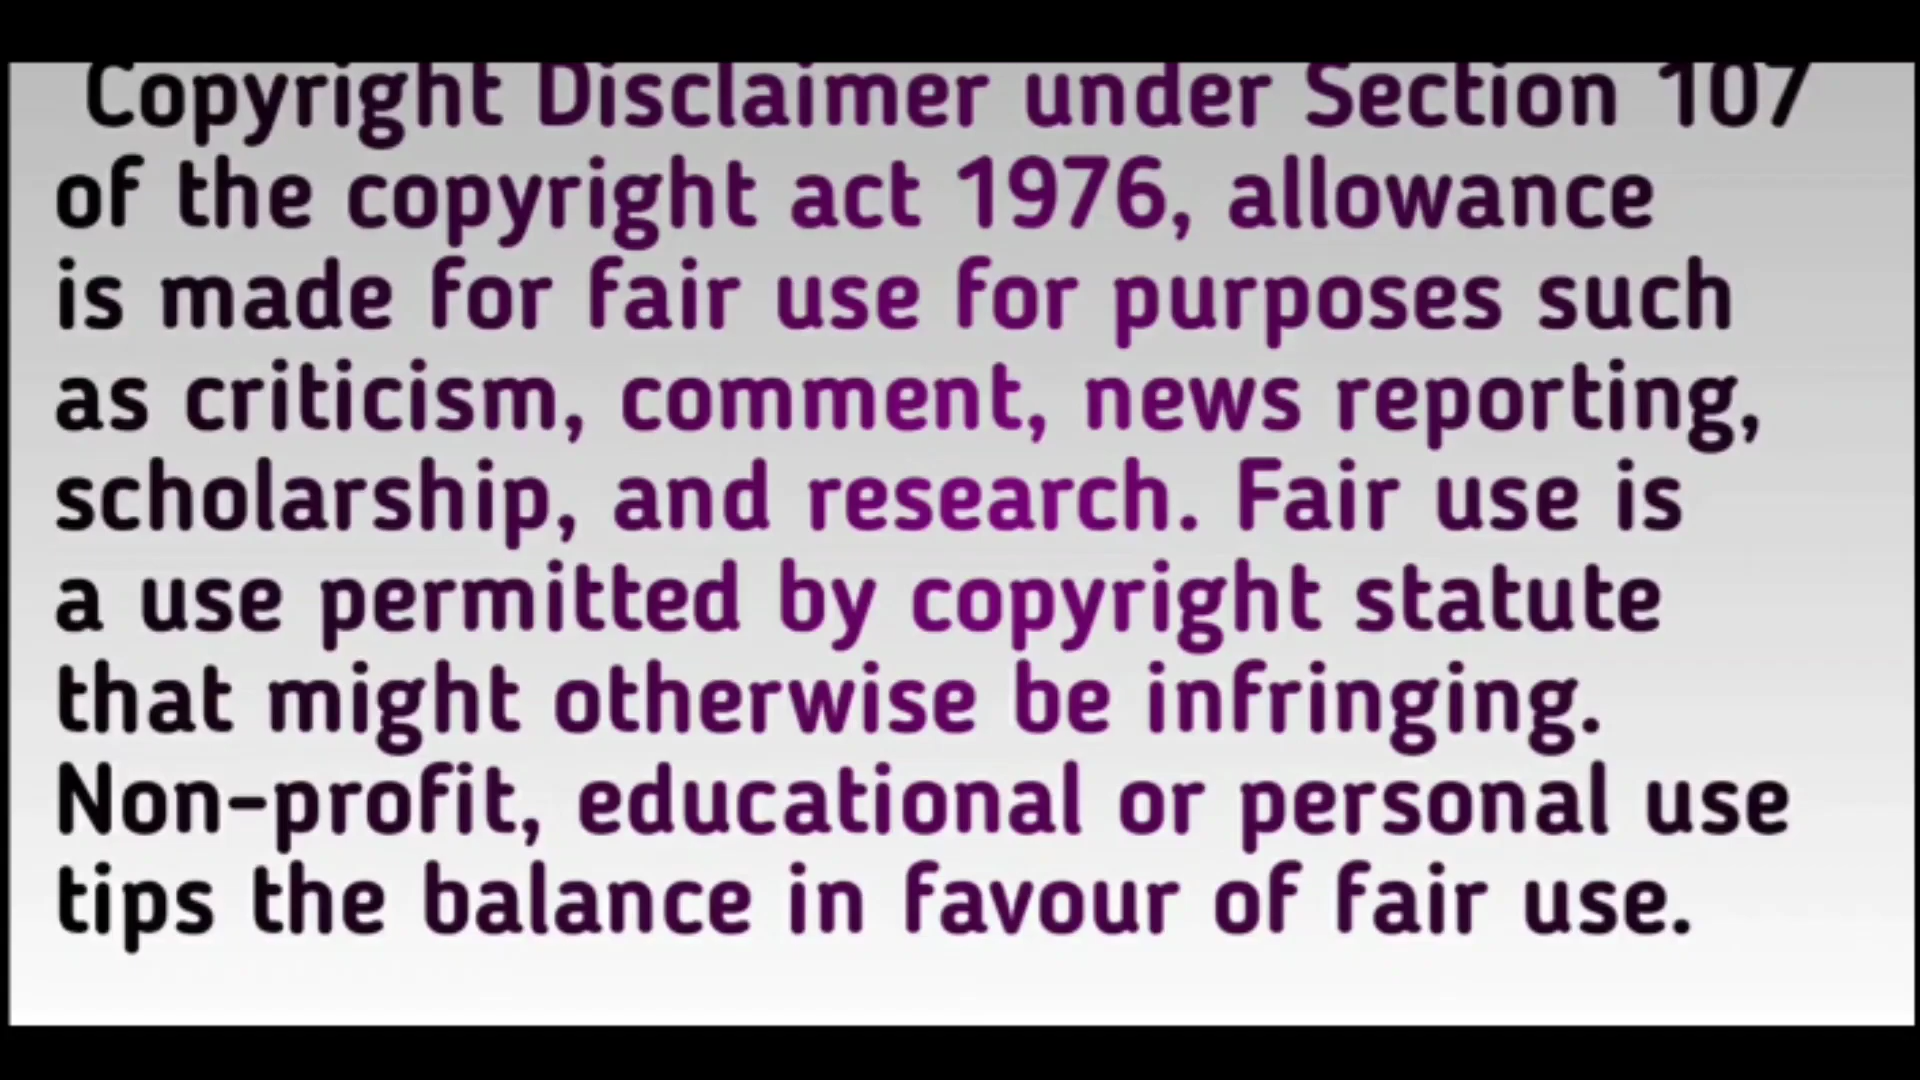 Copyright Disclaimer under Section 107
of the copyright act 1976, allowance
is made for fair use for purposes such
as criticism, comment, news reporting,
scholarship, and research. Fair use is
a use permitted by copyright statute
that might otherwise be infringing.
Non-profit, educational or personal use
tips the balance in favour of fair use.